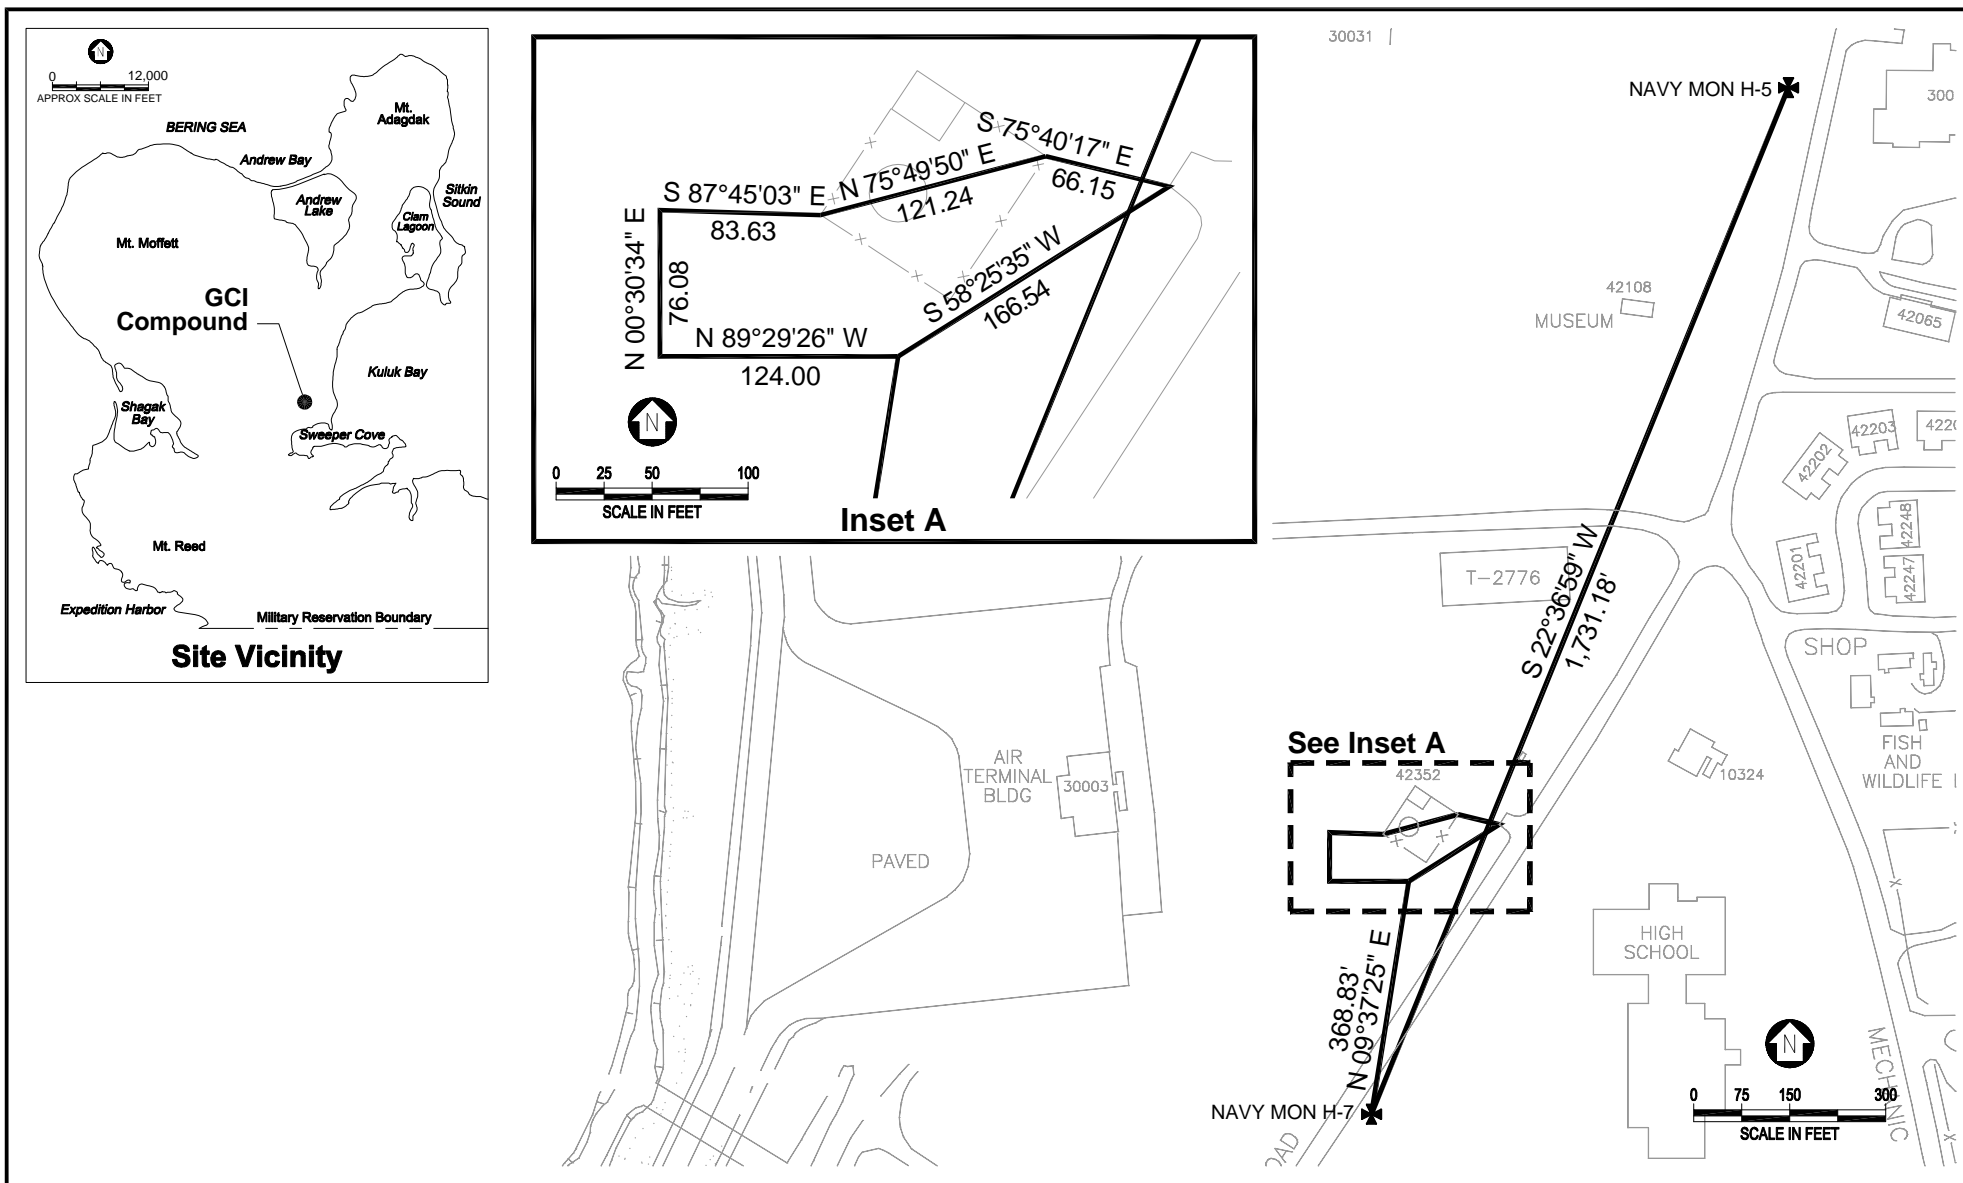 N
0 12,000
APPROX SCALE IN FEET
BERING SEA
Mt.
Adagdak
Andrew Bay
Andrew
Lake
Clam
Lagoon
Sitkin
Sound
Mt. Moffett
GCI
Compound
Kuluk Bay
Shagak
Bay
Sweeper Cove
Mt. Reed
Expedition Harbor
Military Reservation Boundary
Site Vicinity
S 75°40'17" E
66.15
N 75°49'50" E
121.24
S 87°45'03" E
83.63
N 00°30'34" E
76.08
S 58°25'35" W
166.54
N 89°29'26" W
124.00
N
0 25 50 100
SCALE IN FEET
Inset A
30031
NAVY MON H-5
300
42108
MUSEUM
42065
42203
4220
42202
42248
42247
42201
T-2776
S 22°36'59" W
1,731.18'
SHOP
FISH
AND
WILDLIFE
10324
See Inset A
42352
AIR
TERMINAL
BLDG
30003
PAVED
HIGH
SCHOOL
368.83'
N 09°37'25" E
NAVY MON H-7
OAD
MECHANIC
N
0 75 150 300
SCALE IN FEET